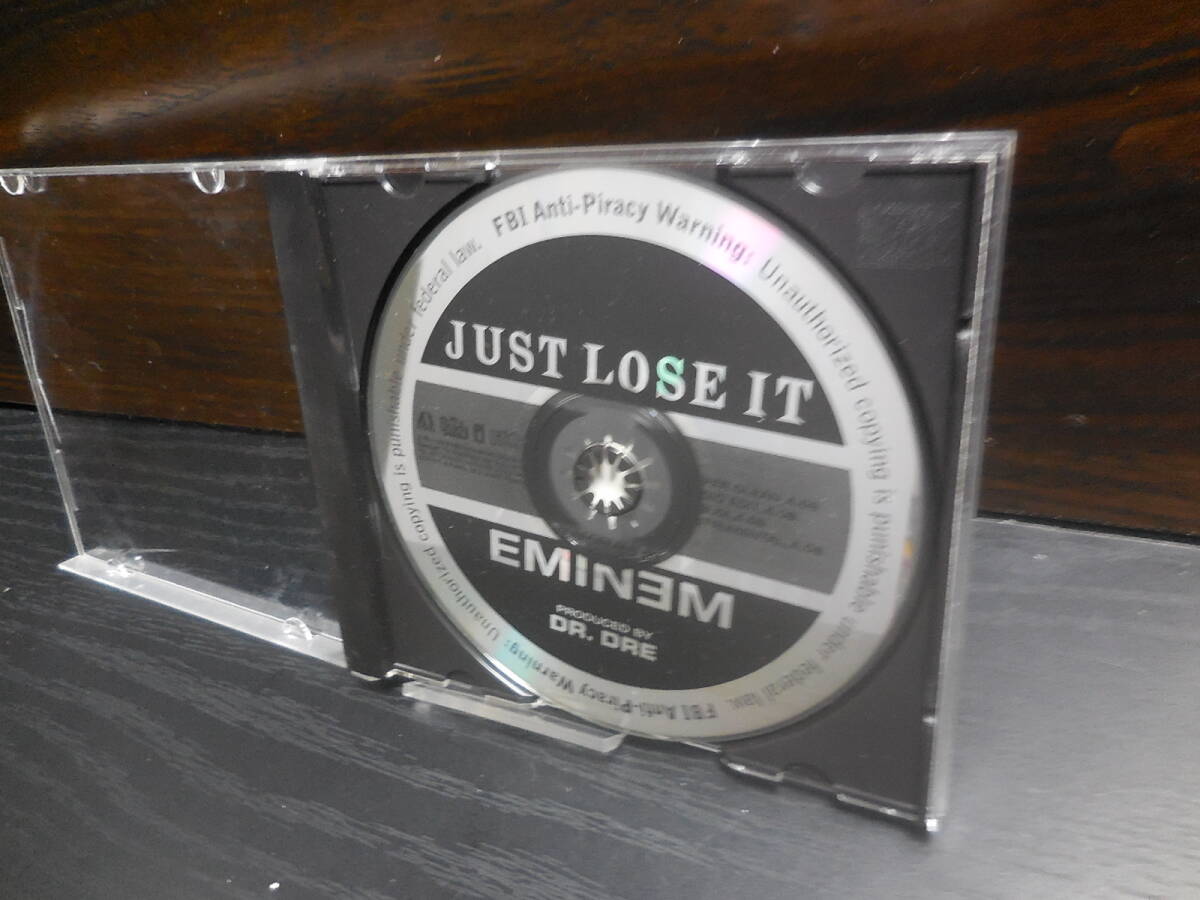 FBI Anti-Piracy Warning: Unauthorized copying is punishable under federal law.
JUST LOSE IT
EMINƎM
PRODUCED BY
DR. DRE
FBI Anti-Piracy Warning: Unauthorized copying is punishable under federal law.